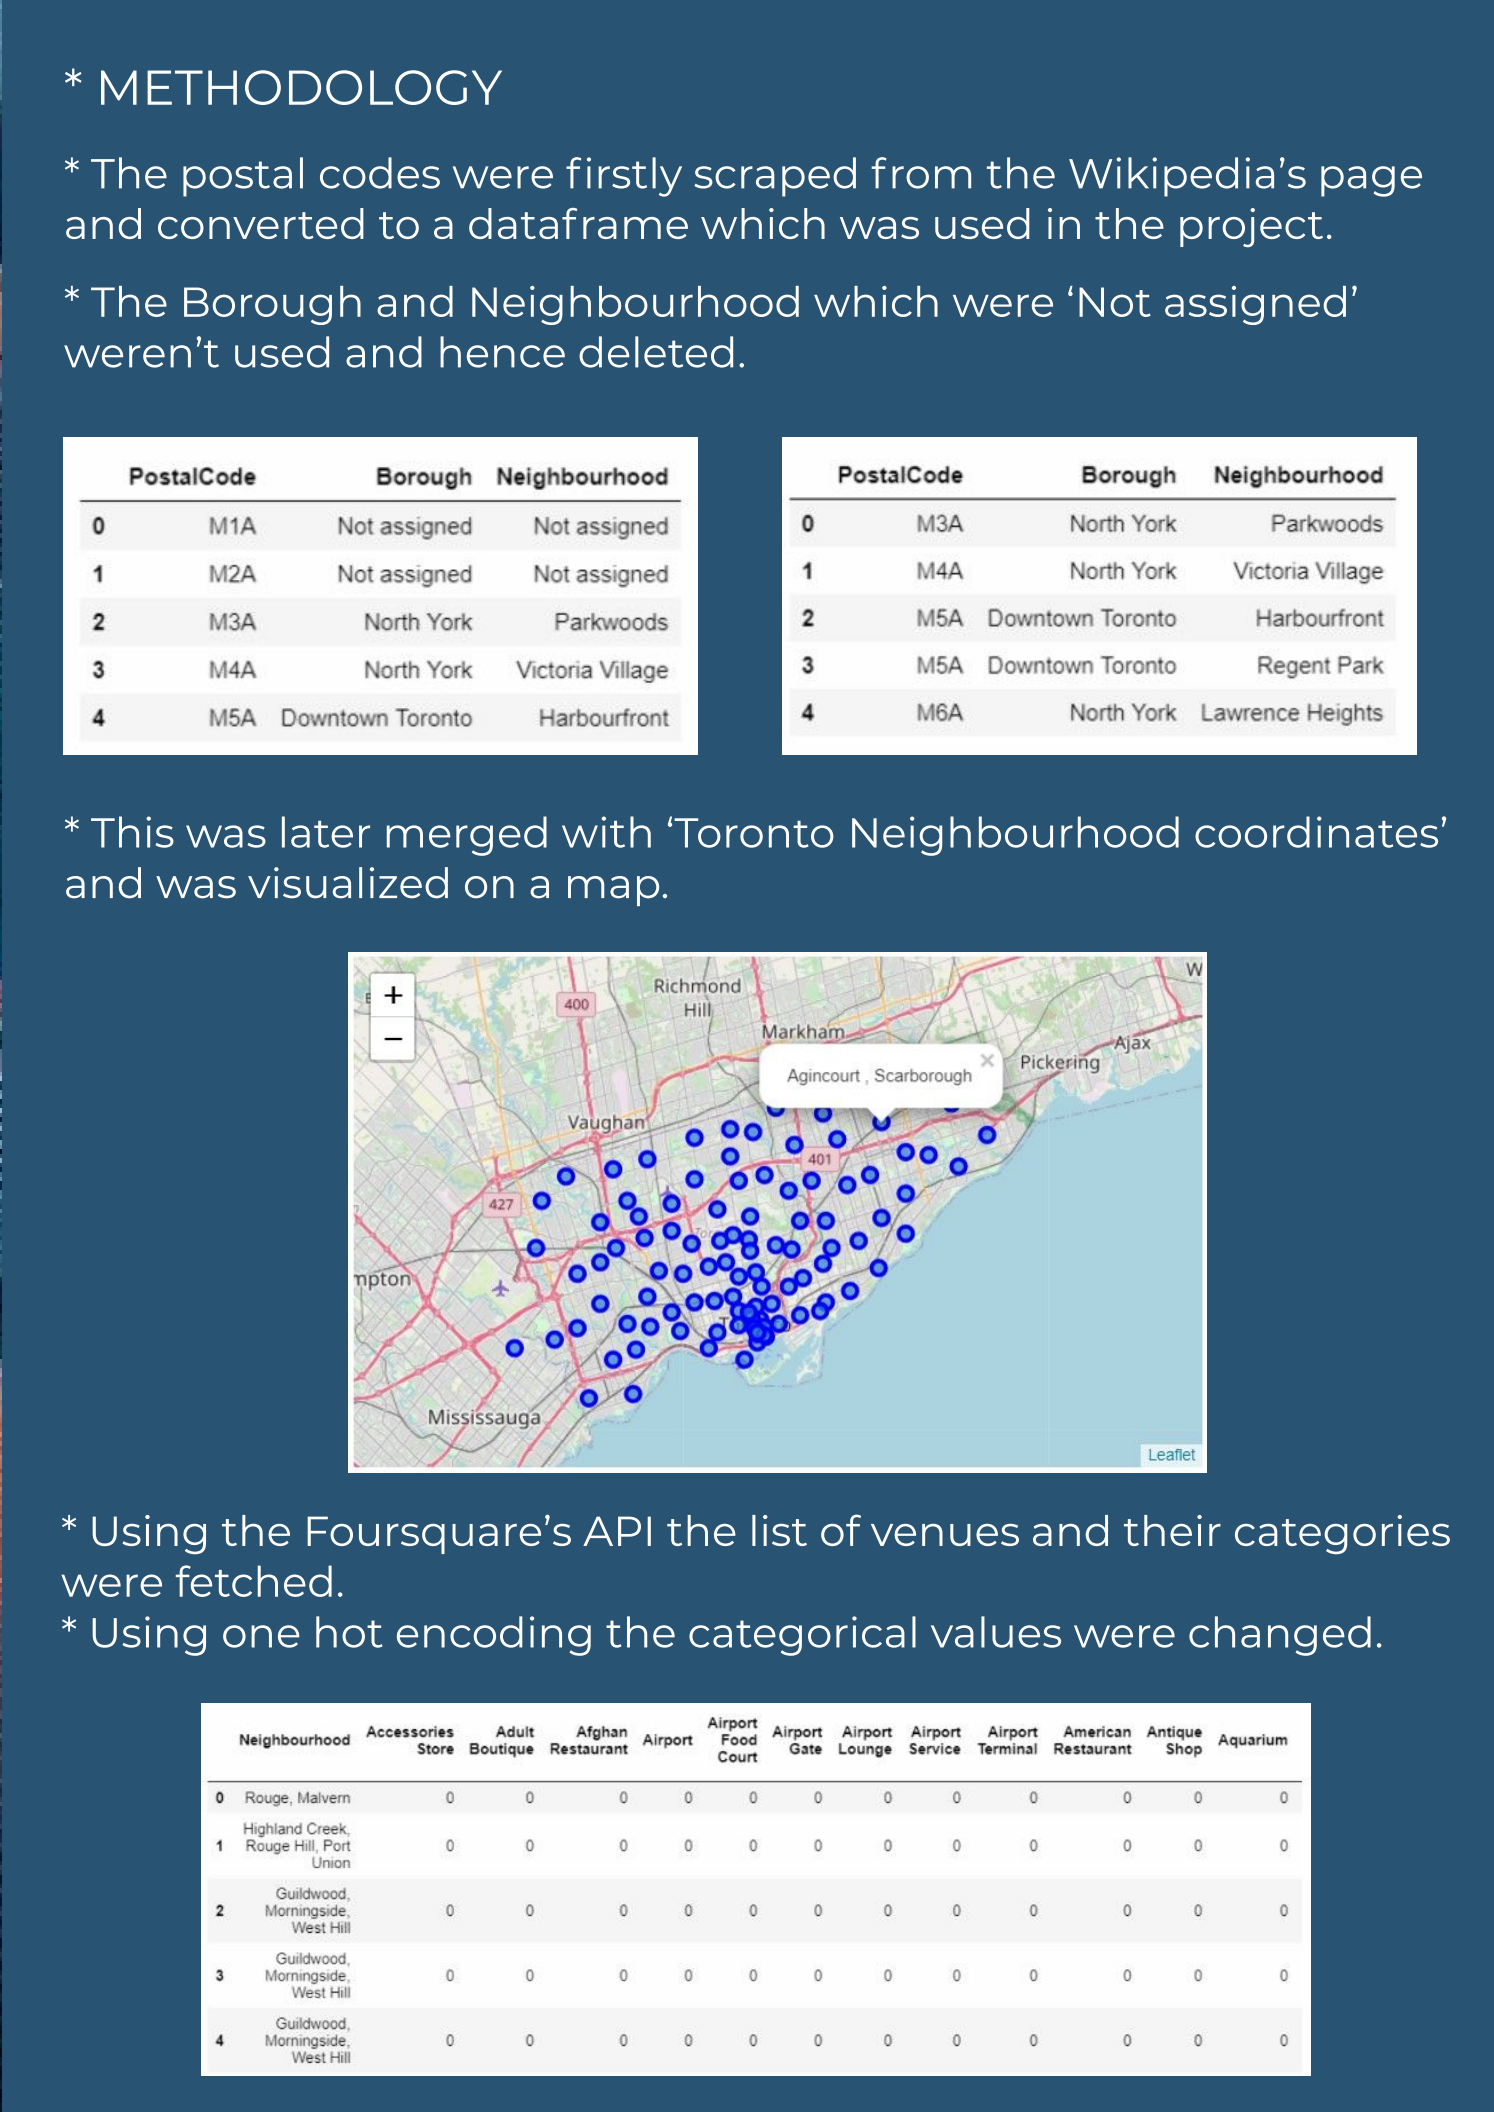 * METHODOLOGY
* The postal codes were firstly scraped from the Wikipedia’s page
and converted to a dataframe which was used in the project.
* The Borough and Neighbourhood which were ‘Not assigned’
weren’t used and hence deleted.
PostalCode Borough Neighbourhood
0 M1A Not assigned Not assigned
1 M2A Not assigned Not assigned
2 M3A North York Parkwoods
3 M4A North York Victoria Village
4 M5A Downtown Toronto Harbourfront
PostalCode Borough Neighbourhood
0 M3A North York Parkwoods
1 M4A North York Victoria Village
2 M5A Downtown Toronto Harbourfront
3 M5A Downtown Toronto Regent Park
4 M6A North York Lawrence Heights
* This was later merged with ‘Toronto Neighbourhood coordinates’
and was visualized on a map.
+
−
400
Richmond
Hill
W
Markham
Ajax
Pickering
Agincourt , Scarborough ×
Vaughan
401
427
mpton
Mississauga
Leaflet
* Using the Foursquare’s API the list of venues and their categories
were fetched.
* Using one hot encoding the categorical values were changed.
Neighbourhood Accessories Store Adult Boutique Afghan Restaurant Airport Airport Food Court Airport Gate Airport Lounge Airport Service Airport Terminal American Restaurant Antique Shop Aquarium
0 Rouge, Malvern 0 0 0 0 0 0 0 0 0 0 0 0
Highland Creek,
1 Rouge Hill, Port 0 0 0 0 0 0 0 0 0 0 0 0
Union
Guildwood,
2 Morningside, 0 0 0 0 0 0 0 0 0 0 0 0
West Hill
Guildwood,
3 Morningside, 0 0 0 0 0 0 0 0 0 0 0 0
West Hill
Guildwood,
4 Morningside, 0 0 0 0 0 0 0 0 0 0 0 0
West Hill